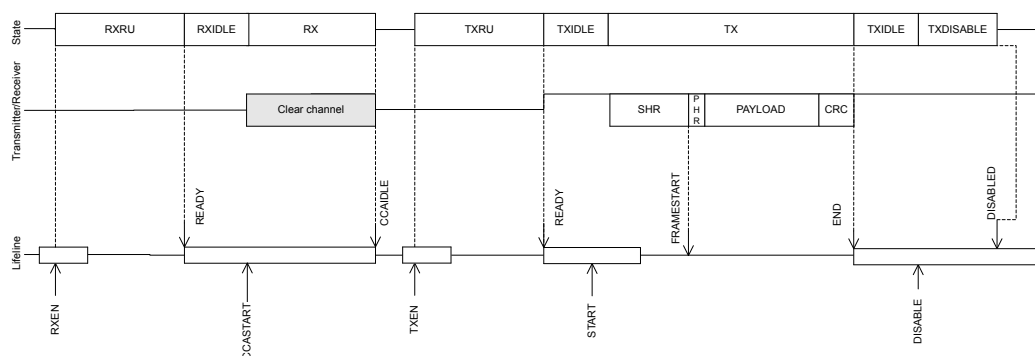 State
RXRU
RXIDLE
RX
TXRU
TXIDLE
TX
TXIDLE
TXDISABLE
Transmitter/Receiver
Clear channel
SHR
PHR
PAYLOAD
CRC
READY
CCAIDLE
READY
FRAMESTART
END
DISABLED
Lifeline
RXEN
CCASTART
TXEN
START
DISABLE